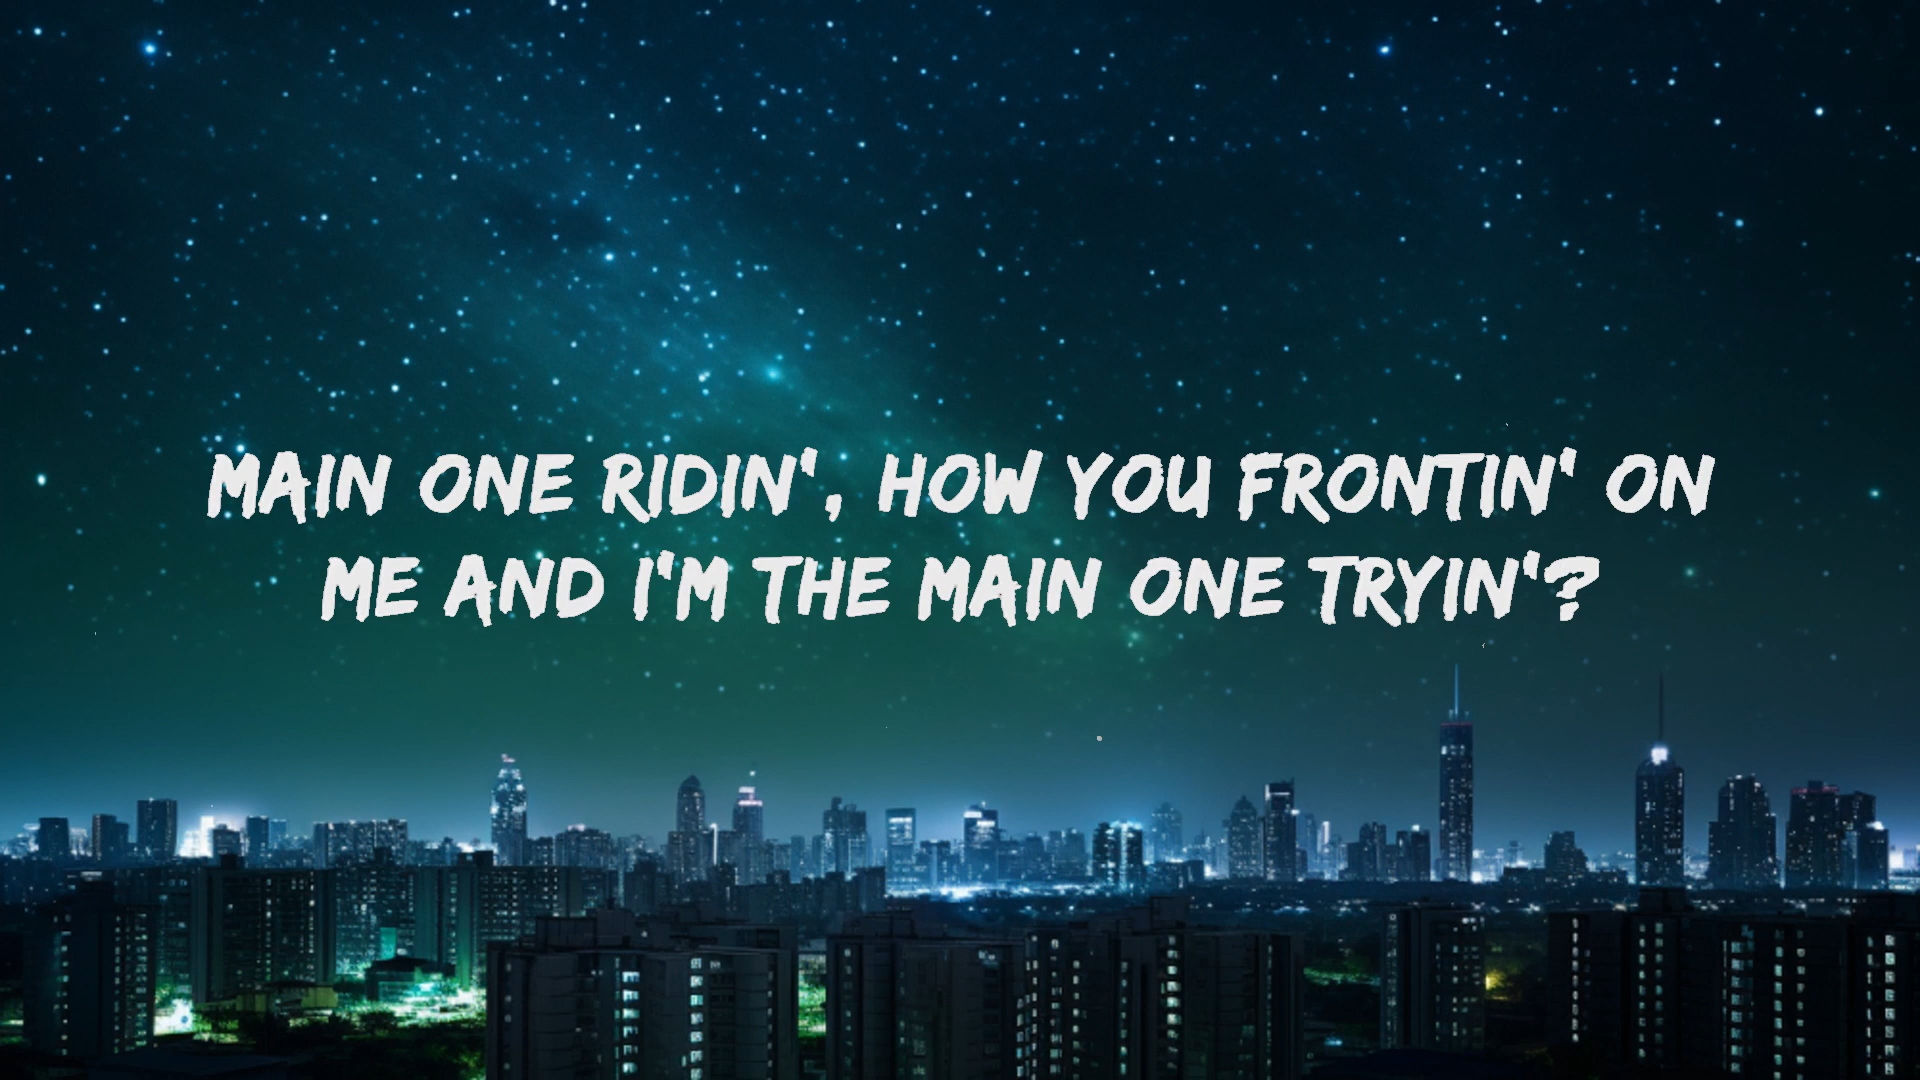 MAIN ONE RIDIN', HOW YOU FRONTIN' ON
ME AND I'M THE MAIN ONE TRYIN'?